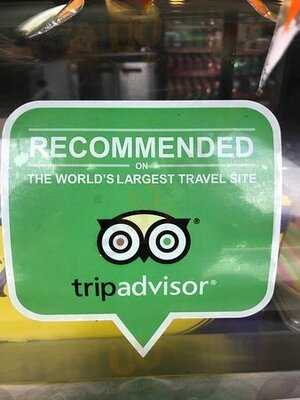 RECOMMENDED
ON
THE WORLD'S LARGEST TRAVEL SITE
®
tripadvisor®